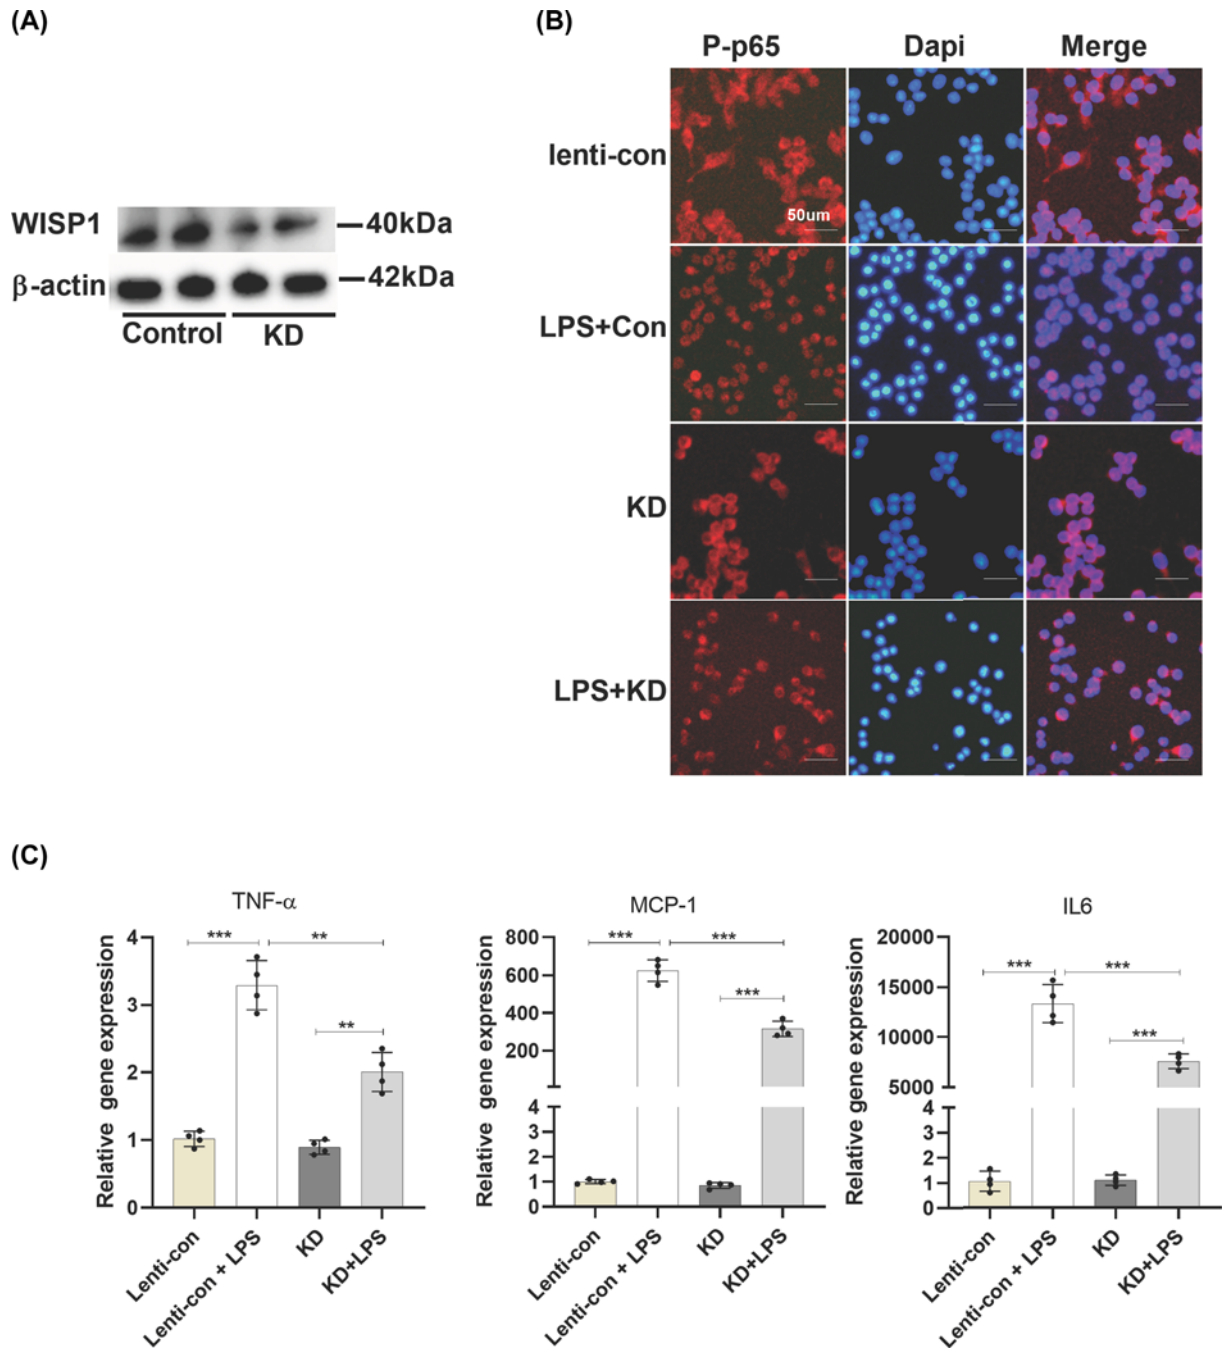 (A)
WISP1
40kDa
β-actin
42kDa
Control
KD
(B)
P-p65
Dapi
Merge
lenti-con
50um
LPS+Con
KD
LPS+KD
(C)
TNF-α
Relative gene expression
4
3
2
1
0
***
**
**
Lenti-con
Lenti-con + LPS
KD
KD+LPS
MCP-1
Relative gene expression
800
600
400
200
4
3
2
1
0
***
***
***
Lenti-con
Lenti-con + LPS
KD
KD+LPS
IL6
Relative gene expression
20000
15000
10000
5000
4
3
2
1
0
***
***
***
Lenti-con
Lenti-con + LPS
KD
KD+LPS